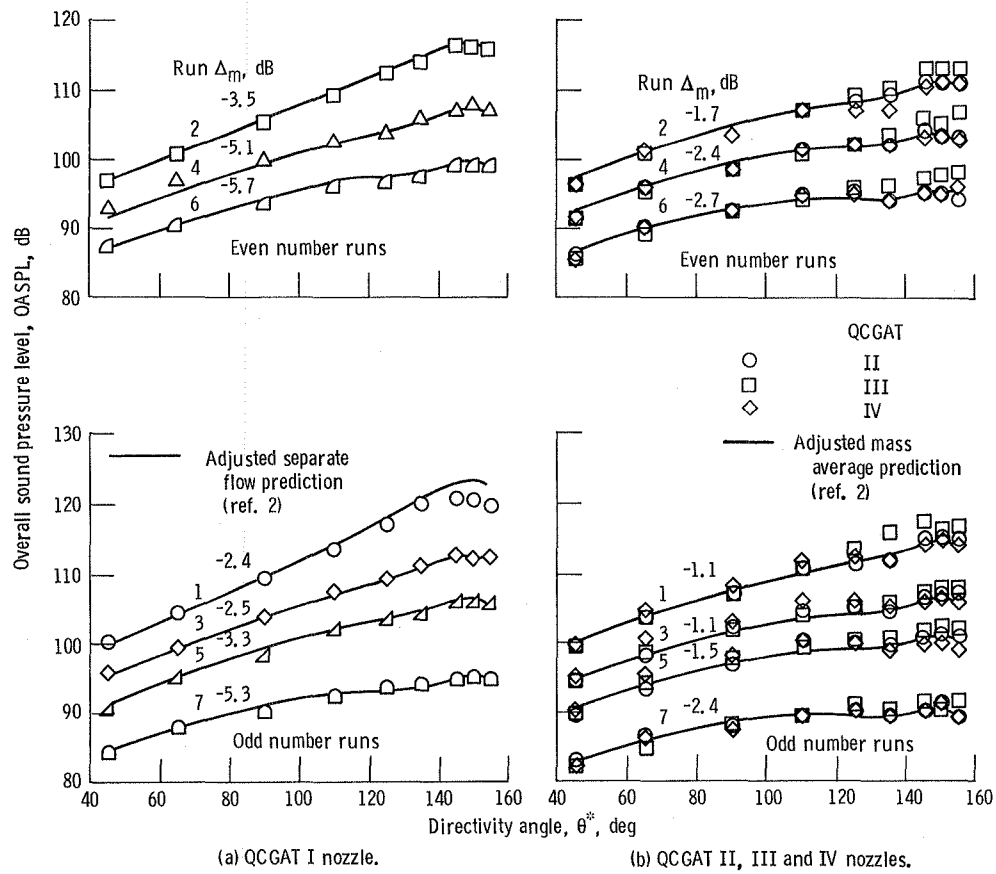 Overall sound pressure level, OASPL, dB
120
110
100
90
80
Run Δm, dB
-3.5
2
-5.1
4
-5.7
6
Even number runs
Run Δm, dB
2 -1.7
4 -2.4
6 -2.7
Even number runs
QCGAT
II
III
IV
Adjusted mass
average prediction
(ref. 2)
130
120
110
100
90
80
Adjusted separate
flow prediction
(ref. 2)
-2.4
1
-2.5
3
-3.3
5
-5.3
7
Odd number runs
1 -1.1
3 -1.1
5 -1.5
7 -2.4
Odd number runs
40 60 80 100 120 140 160
40 60 80 100 120 140 160
Directivity angle, θ*, deg
(a) QCGAT I nozzle.
(b) QCGAT II, III and IV nozzles.